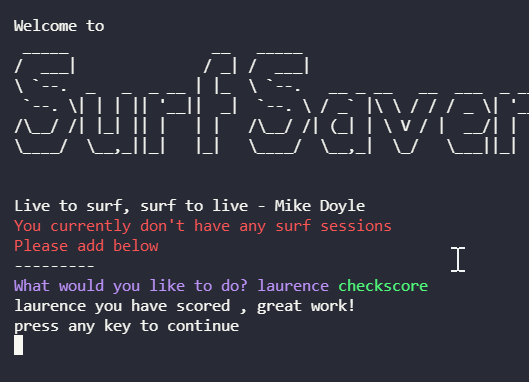 Welcome to
Surf Saver
Live to surf, surf to live - Mike Doyle
You currently don't have any surf sessions
Please add below
---------
What would you like to do? laurence checkscore
laurence you have scored , great work!
press any key to continue